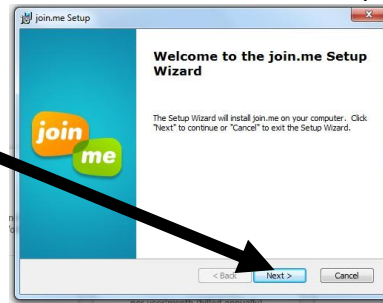 join.me Setup
Welcome to the join.me Setup
Wizard
The Setup Wizard will install join.me on your computer. Click
"Next" to continue or "Cancel" to exit the Setup Wizard.
join
me
< Back
Next >
Cancel